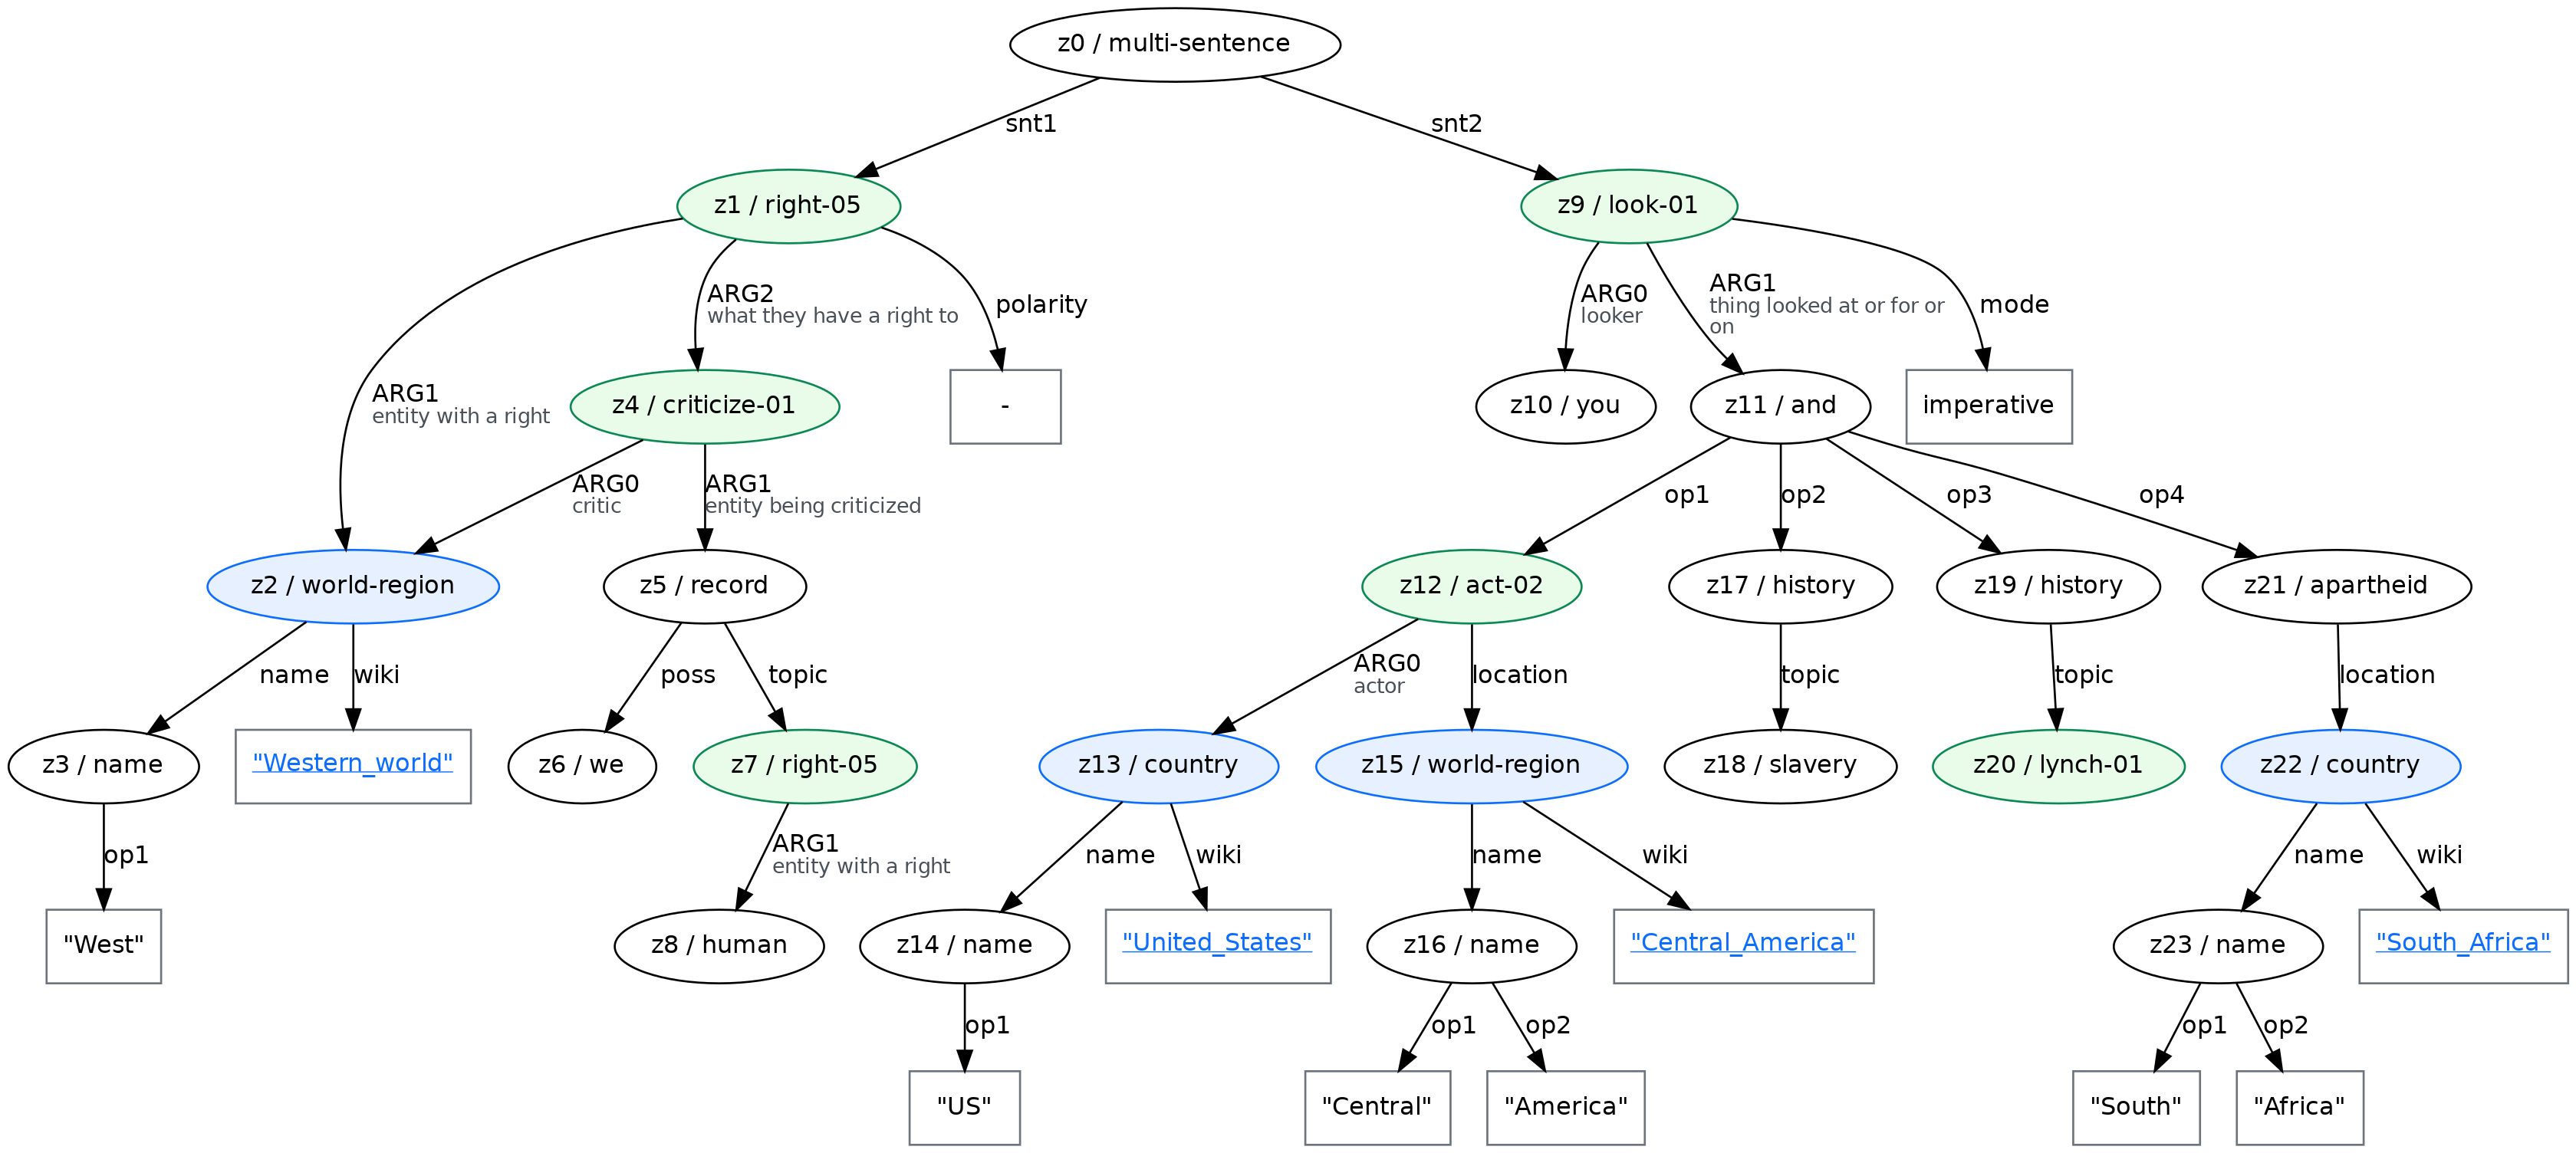 z0 / multi-sentence
snt1
snt2
z1 / right-05
z9 / look-01
ARG2
what they have a right to
polarity
ARG0
looker
ARG1
thing looked at or for or
on
mode
ARG1
entity with a right
z4 / criticize-01
-
z10 / you
z11 / and
imperative
ARG0
critic
ARG1
entity being criticized
op1
op2
op3
op4
z2 / world-region
z5 / record
z12 / act-02
z17 / history
z19 / history
z21 / apartheid
name
wiki
poss
topic
ARG0
actor
location
topic
topic
location
z3 / name
"Western_world"
z6 / we
z7 / right-05
z13 / country
z15 / world-region
z18 / slavery
z20 / lynch-01
z22 / country
op1
ARG1
entity with a right
name
wiki
name
wiki
name
wiki
"West"
z8 / human
z14 / name
"United_States"
z16 / name
"Central_America"
z23 / name
"South_Africa"
op1
op1
op2
op1
op2
"US"
"Central"
"America"
"South"
"Africa"